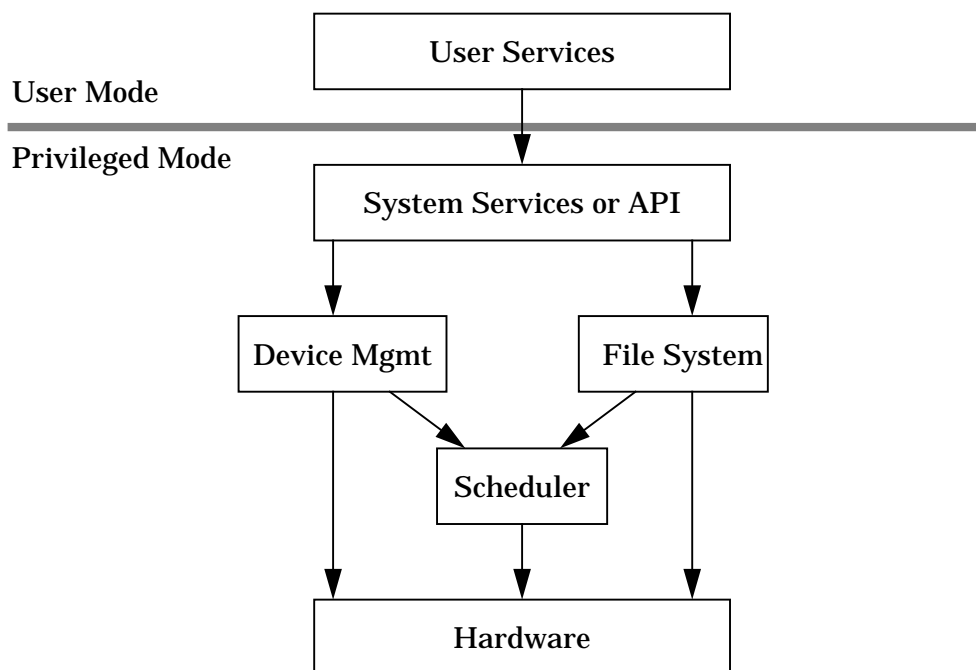 User Services
User Mode
Privileged Mode
System Services or API
Device Mgmt
File System
Scheduler
Hardware